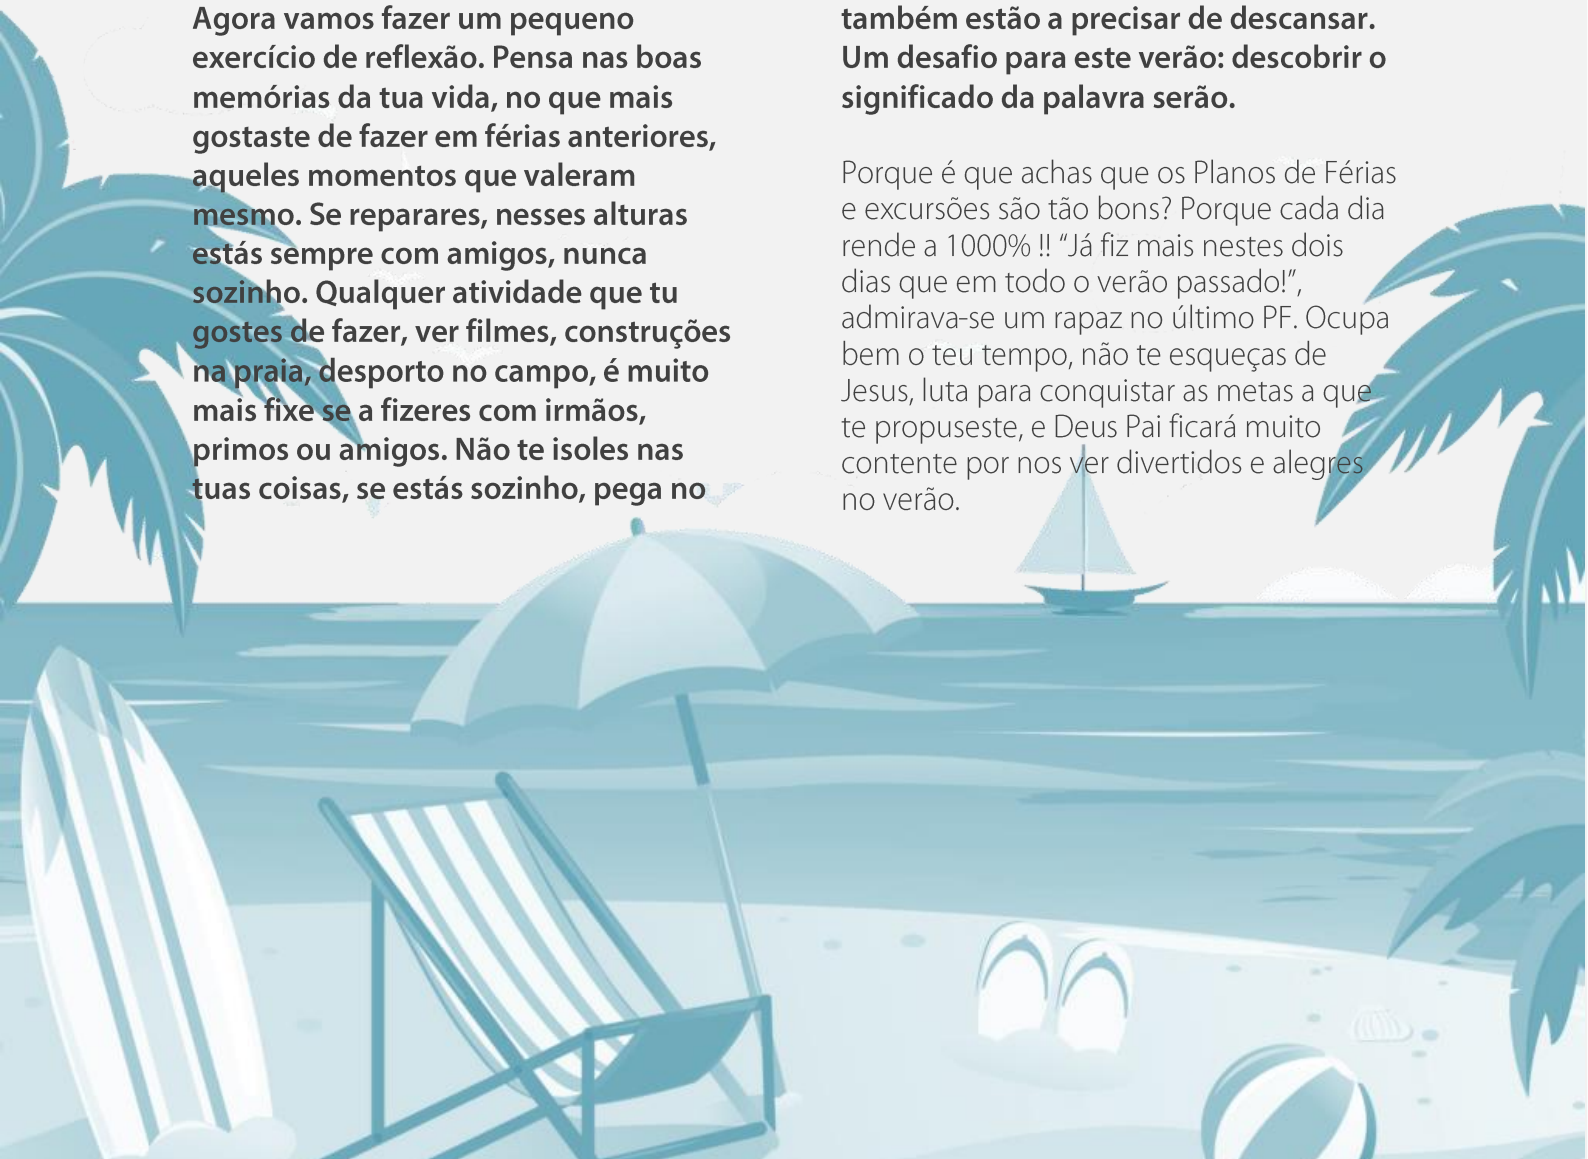 Agora vamos fazer um pequeno
exercício de reflexão. Pensa nas boas
memórias da tua vida, no que mais
gostaste de fazer em férias anteriores,
aqueles momentos que valeram
mesmo. Se reparares, nesses alturas
estás sempre com amigos, nunca
sozinho. Qualquer atividade que tu
gostes de fazer, ver filmes, construções
na praia, desporto no campo, é muito
mais fixe se a fizeres com irmãos,
primos ou amigos. Não te isoles nas
tuas coisas, se estás sozinho, pega no
também estão a precisar de descansar.
Um desafio para este verão: descobrir o
significado da palavra serão.
Porque é que achas que os Planos de Férias
e excursões são tão bons? Porque cada dia
rende a 1000% !! “Já fiz mais nestes dois
dias que em todo o verão passado!”,
admirava-se um rapaz no último PF. Ocupa
bem o teu tempo, não te esqueças de
Jesus, luta para conquistar as metas a que
te propuseste, e Deus Pai ficará muito
contente por nos ver divertidos e alegres
no verão.